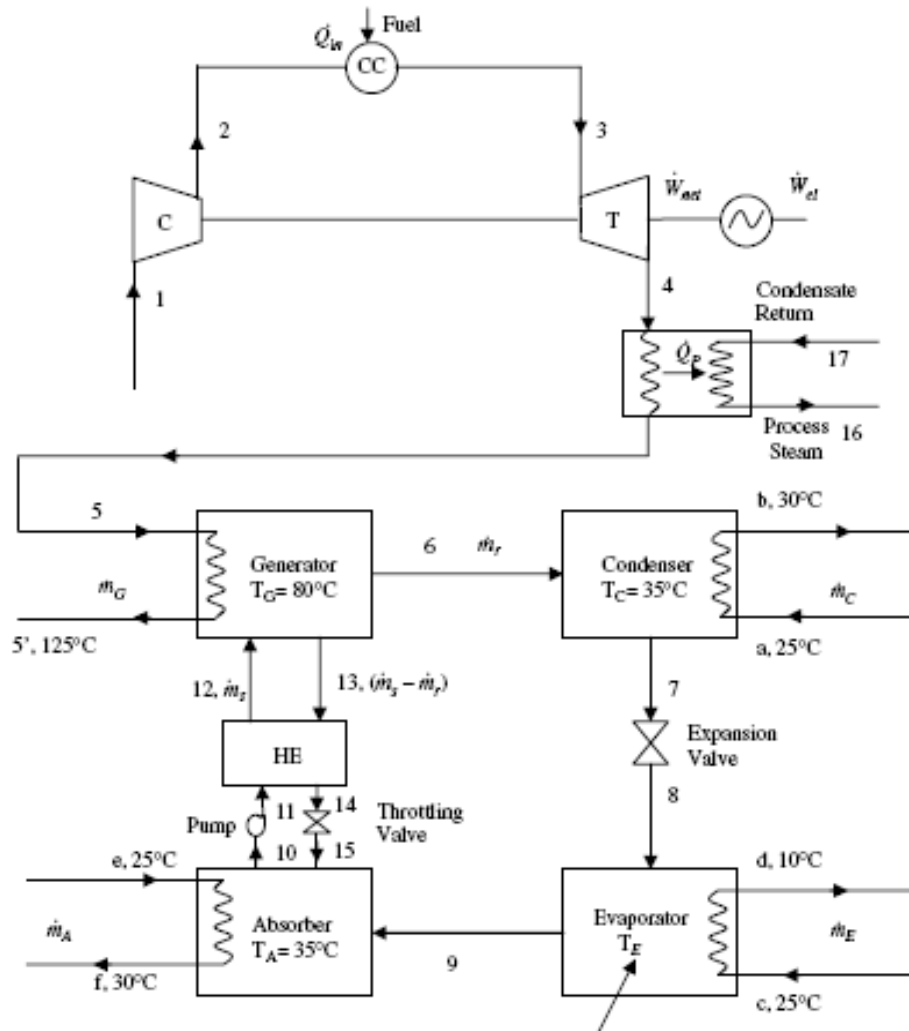 Fuel
Q̇in
CC
2
3
Ẇnet
Ẇel
C
T
1
4
Condensate
Return
Q̇P
17
Process
Steam
16
5
b, 30°C
6
ṁr
Generator
TG= 80°C
Condenser
TC= 35°C
ṁG
ṁC
5', 125°C
a, 25°C
12, ṁs
13, (ṁs – ṁr)
7
HE
Expansion
Valve
11
14
Pump
Throttling
Valve
8
10
15
e, 25°C
d, 10°C
ṁA
Absorber
TA= 35°C
Evaporator
TE
ṁE
9
f, 30°C
c, 25°C